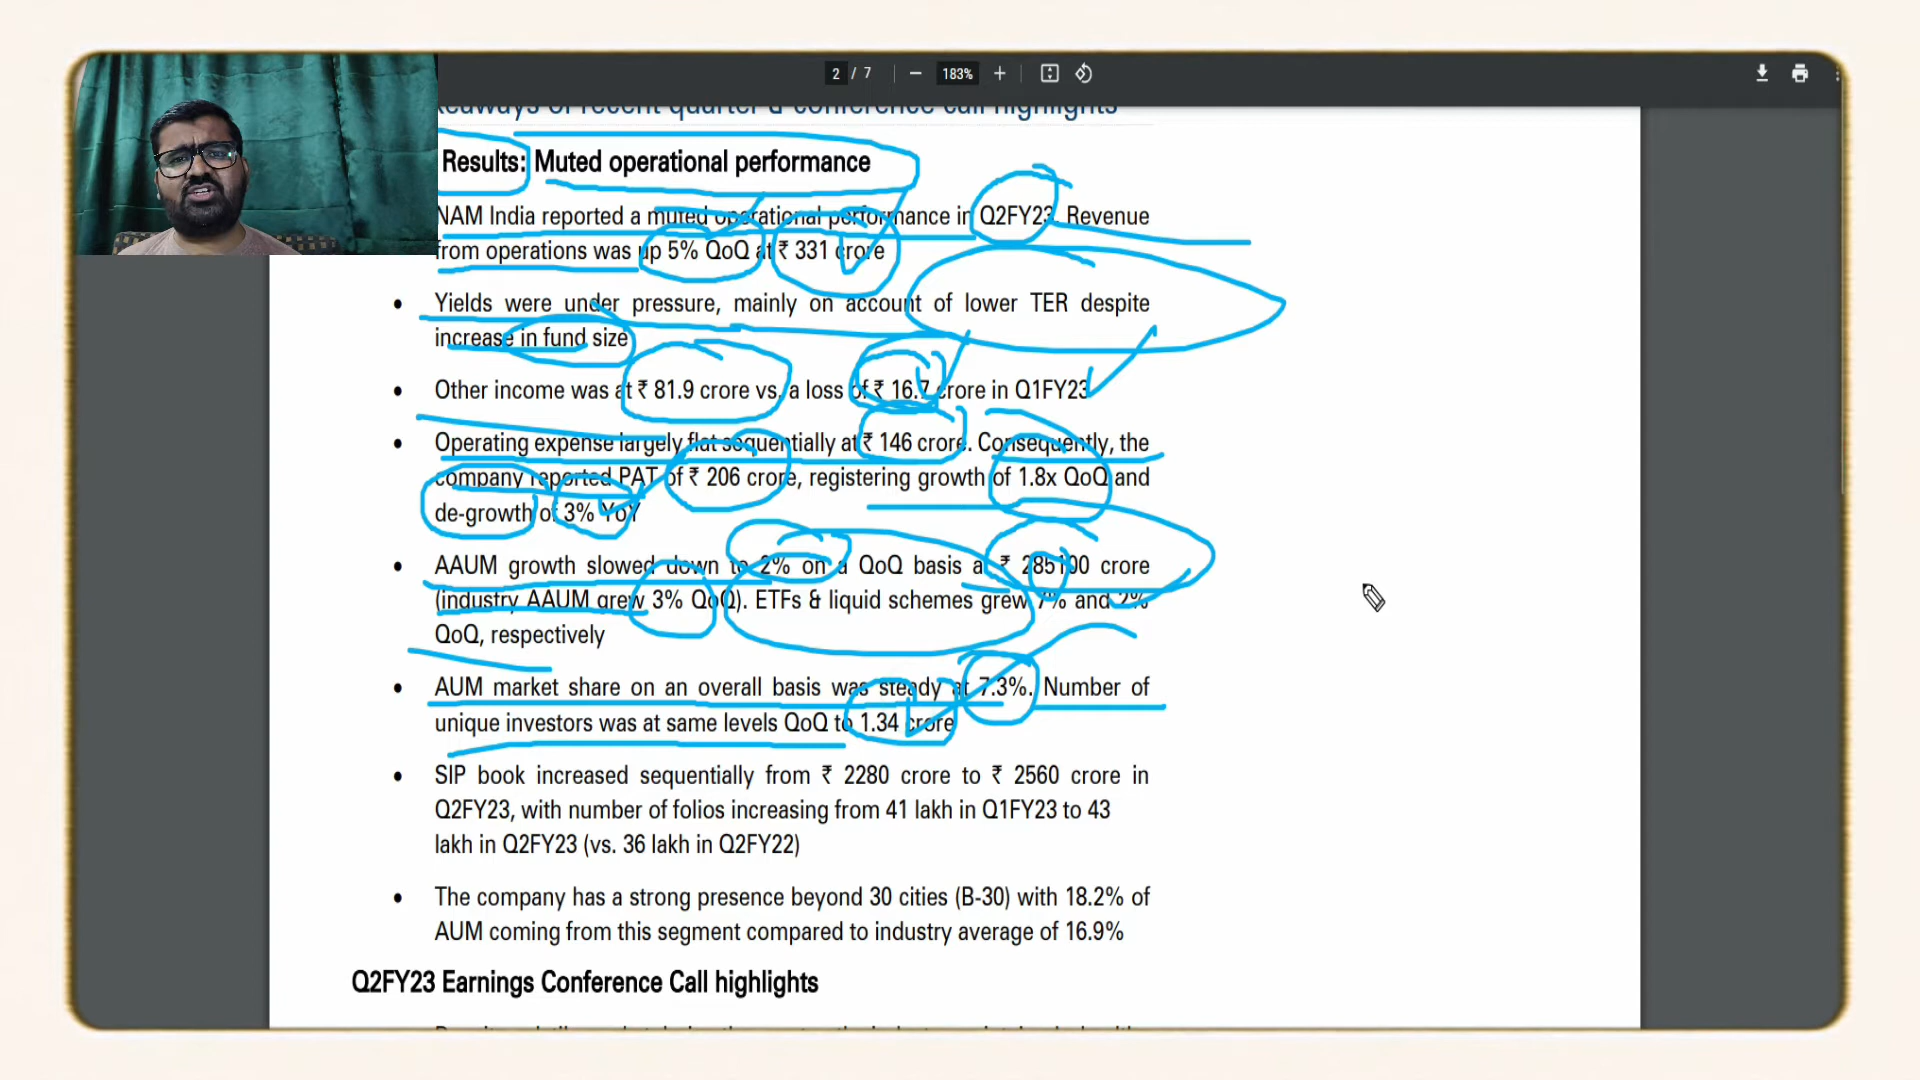 2 / 7
183%
keaways of recent quarter & conference call highlights
Results: Muted operational performance
NAM India reported a muted operational performance in Q2FY23. Revenue
from operations was up 5% QoQ at ₹ 331 crore
• Yields were under pressure, mainly on account of lower TER despite
increase in fund size
• Other income was at ₹ 81.9 crore vs. a loss of ₹ 16.7 crore in Q1FY23
• Operating expense largely flat sequentially at ₹ 146 crore. Consequently, the
company reported PAT of ₹ 206 crore, registering growth of 1.8x QoQ and
de-growth of 3% YoY
• AAUM growth slowed down to 2% on a QoQ basis at ₹ 285100 crore
(industry AAUM grew 3% QoQ). ETFs & liquid schemes grew 7% and 2%
QoQ, respectively
• AUM market share on an overall basis was steady at 7.3%. Number of
unique investors was at same levels QoQ to 1.34 crore
• SIP book increased sequentially from ₹ 2280 crore to ₹ 2560 crore in
Q2FY23, with number of folios increasing from 41 lakh in Q1FY23 to 43
lakh in Q2FY23 (vs. 36 lakh in Q2FY22)
• The company has a strong presence beyond 30 cities (B-30) with 18.2% of
AUM coming from this segment compared to industry average of 16.9%
Q2FY23 Earnings Conference Call highlights